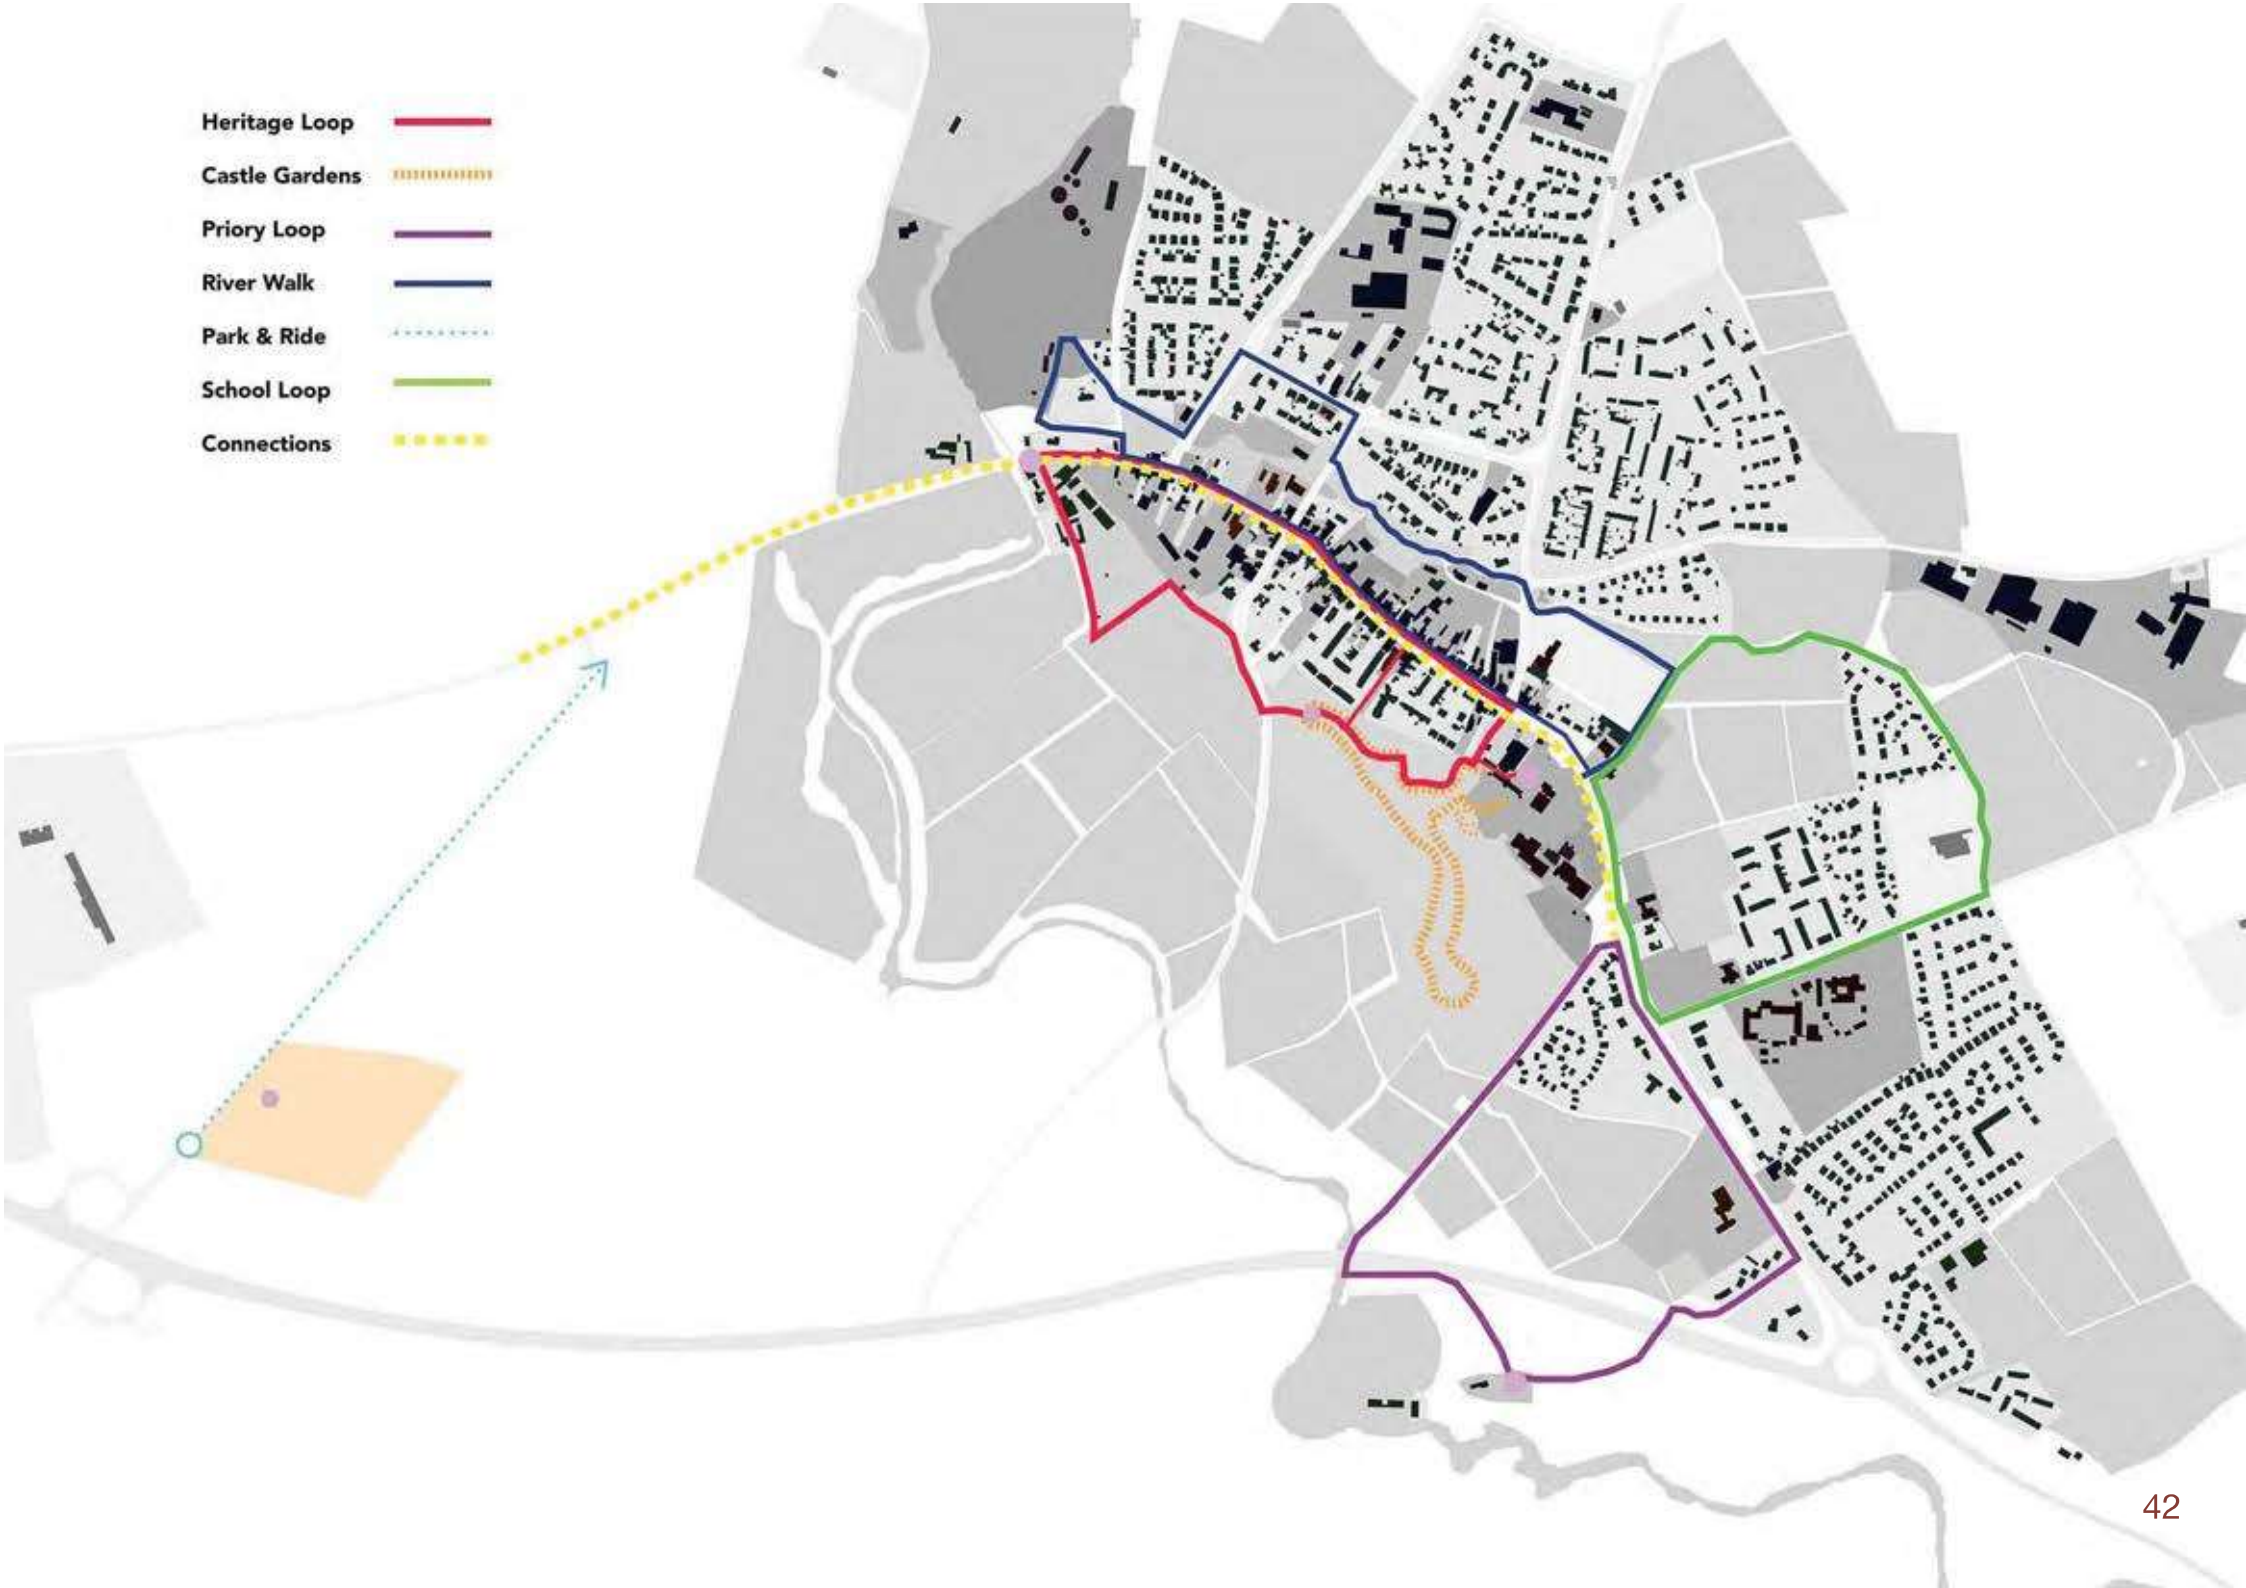 Heritage Loop
Castle Gardens
Priory Loop
River Walk
Park & Ride
School Loop
Connections
42